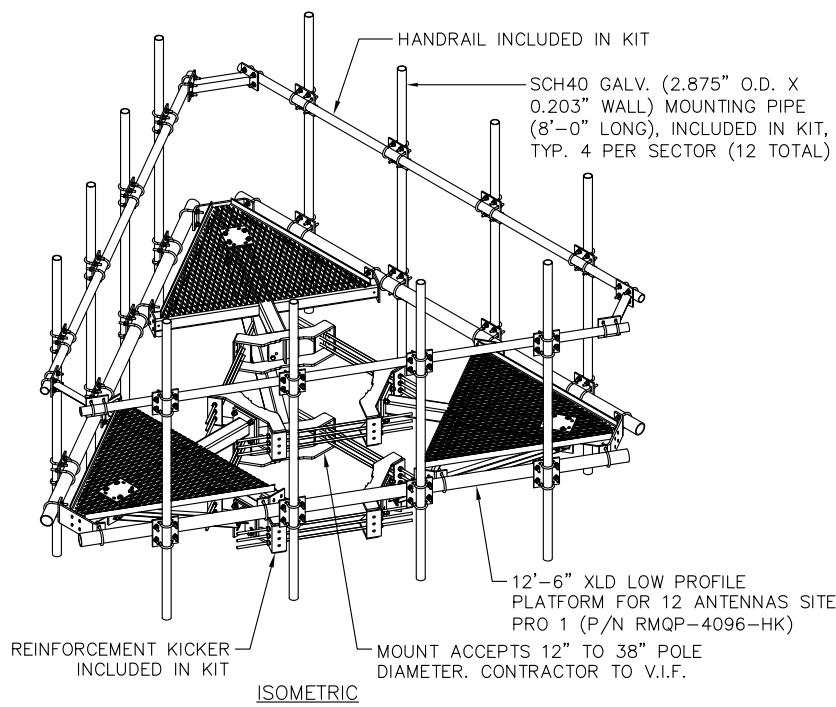 HANDRAIL INCLUDED IN KIT
SCH40 GALV. (2.875" O.D. X
0.203" WALL) MOUNTING PIPE
(8'-0" LONG), INCLUDED IN KIT,
TYP. 4 PER SECTOR (12 TOTAL)
12'-6" XLD LOW PROFILE
PLATFORM FOR 12 ANTENNAS SITE
PRO 1 (P/N RMQP-4096-HK)
REINFORCEMENT KICKER
INCLUDED IN KIT
MOUNT ACCEPTS 12" TO 38" POLE
DIAMETER. CONTRACTOR TO V.I.F.
ISOMETRIC